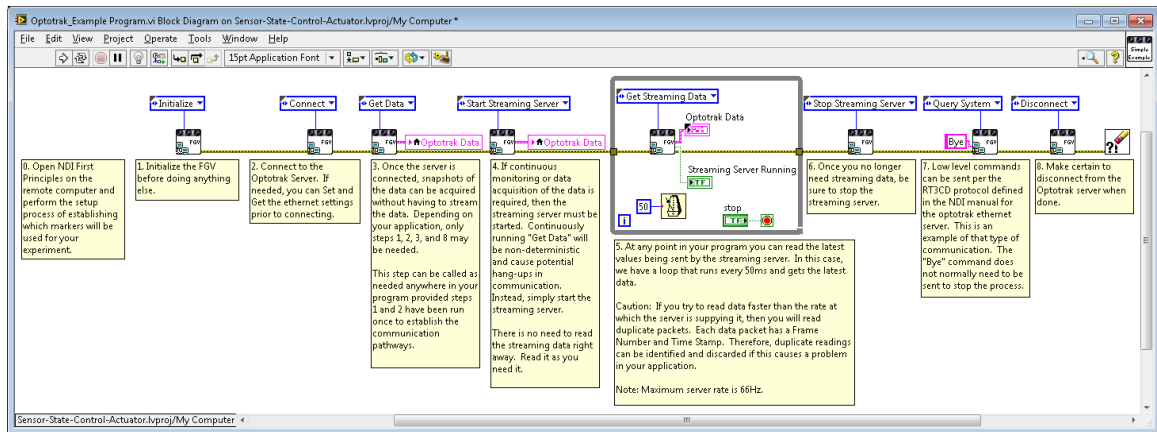 Optotrak_Example Program.vi Block Diagram on Sensor-State-Control-Actuator.lvproj/My Computer *
File Edit View Project Operate Tools Window Help
15pt Application Font
Simple
Example
Initialize
Connect
Get Data
Start Streaming Server
Get Streaming Data
Stop Streaming Server
Query System
Disconnect
FGV
FGV
FGV
Optotrak Data
FGV
Optotrak Data
FGV
Optotrak Data
Streaming Server Running
TF
50
i
stop
TF
FGV
Bye
FGV
FGV
?!
0. Open NDI First
Principles on the
remote computer and
perform the setup
process of establishing
which markers will be
used for your
experiment.
1. Initialize the FGV
before doing anything
else.
2. Connect to the
Optotrak Server. If
needed, you can Set and
Get the ethernet settings
prior to connecting.
3. Once the server is
connected, snapshots of
the data can be acquired
without having to stream
the data. Depending on
your application, only
steps 1, 2, 3, and 8 may
be needed.
This step can be called as
needed anywhere in your
program provided steps
1 and 2 have been run
once to establish the
communication
pathways.
4. If continuous
monitoring or data
acquisition of the data is
required, then the
streaming server must be
started. Continuously
running "Get Data" will
be non-deterministic
and cause potential
hang-ups in
communication.
Instead, simply start the
streaming server.
There is no need to read
the streaming data right
away. Read it as you
need it.
5. At any point in your program you can read the latest
values being sent by the streaming server. In this case,
we have a loop that runs every 50ms and gets the latest
data.
Caution: If you try to read data faster than the rate at
which the server is suppying it, then you will read
duplicate packets. Each data packet has a Frame
Number and Time Stamp. Therefore, duplicate readings
can be identified and discarded if this causes a problem
in your application.
Note: Maximum server rate is 66Hz.
6. Once you no longer
need streaming data, be
sure to stop the
streaming server.
7. Low level commands
can be sent per the
RT3CD protocol defined
in the NDI manual for
the optotrak ethernet
server. This is an
example of that type of
communication. The
"Bye" command does
not normally need to be
sent to stop the process.
8. Make certain to
disconnect from the
Optotrak server when
done.
Sensor-State-Control-Actuator.lvproj/My Computer